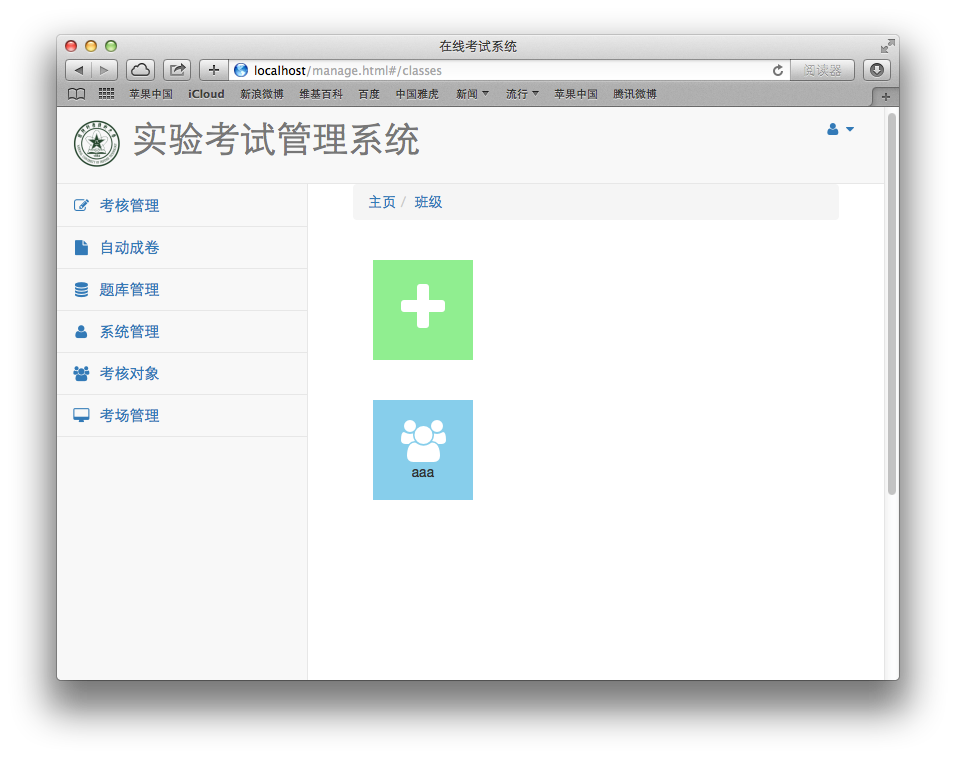 在线考试系统
localhost/manage.html#/classes
阅读器
苹果中国 iCloud 新浪微博 维基百科 百度 中国雅虎 新闻 流行 苹果中国 腾讯微博
实验考试管理系统
主页 / 班级
考核管理
自动成卷
题库管理
系统管理
考核对象
考场管理
aaa